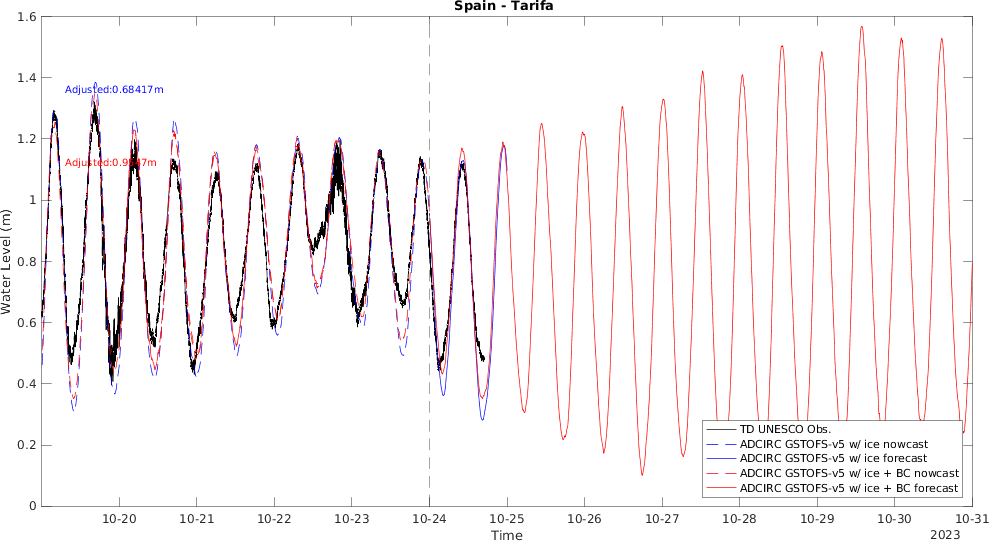 Spain - Tarifa
1.6
1.4
1.2
1
0.8
0.6
0.4
0.2
0
Water Level (m)
Adjusted:0.68417m
10-20
10-21
10-22
10-23
10-24
10-25
10-26
10-27
10-28
10-29
10-30
10-31
Time
2023
TD UNESCO Obs.
ADCIRC GSTOFS-v5 w/ ice nowcast
ADCIRC GSTOFS-v5 w/ ice forecast
ADCIRC GSTOFS-v5 w/ ice + BC nowcast
ADCIRC GSTOFS-v5 w/ ice + BC forecast